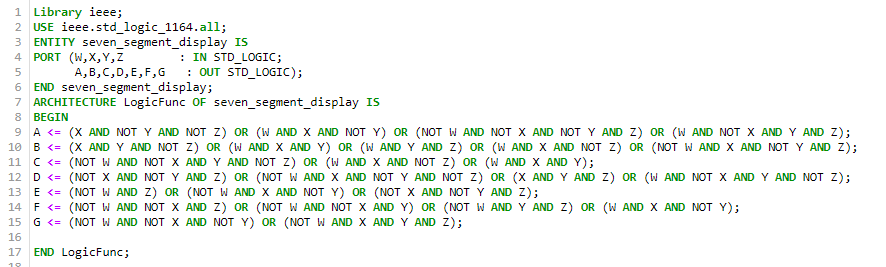 1 Library ieee;
2 USE ieee.std_logic_1164.all;
3 ENTITY seven_segment_display IS
4 PORT (W,X,Y,Z : IN STD_LOGIC;
5 A,B,C,D,E,F,G : OUT STD_LOGIC);
6 END seven_segment_display;
7 ARCHITECTURE LogicFunc OF seven_segment_display IS
8 BEGIN
9 A <= (X AND NOT Y AND NOT Z) OR (W AND X AND NOT Y) OR (NOT W AND NOT X AND NOT Y AND Z) OR (W AND NOT X AND Y AND Z);
10 B <= (X AND Y AND NOT Z) OR (W AND X AND Y) OR (W AND Y AND Z) OR (W AND X AND NOT Z) OR (NOT W AND X AND NOT Y AND Z);
11 C <= (NOT W AND NOT X AND Y AND NOT Z) OR (W AND X AND NOT Z) OR (W AND X AND Y);
12 D <= (NOT X AND NOT Y AND Z) OR (NOT W AND X AND NOT Y AND NOT Z) OR (X AND Y AND Z) OR (W AND NOT X AND Y AND NOT Z);
13 E <= (NOT W AND Z) OR (NOT W AND X AND NOT Y) OR (NOT X AND NOT Y AND Z);
14 F <= (NOT W AND NOT X AND Z) OR (NOT W AND NOT X AND Y) OR (NOT W AND Y AND Z) OR (W AND X AND NOT Y);
15 G <= (NOT W AND NOT X AND NOT Y) OR (NOT W AND X AND Y AND Z);
16
17 END LogicFunc;
18